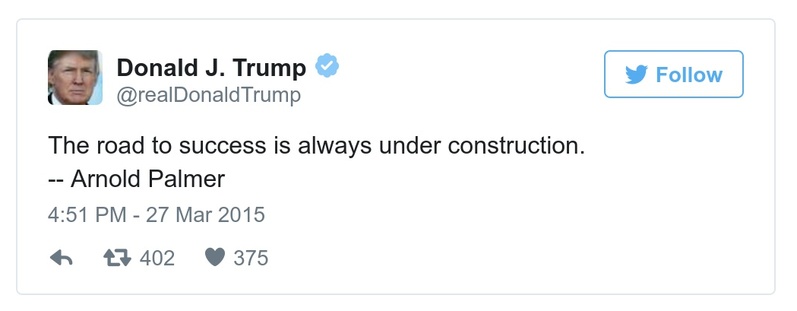 Donald J. Trump
@realDonaldTrump
Follow
The road to success is always under construction.
-- Arnold Palmer
4:51 PM - 27 Mar 2015
402 375